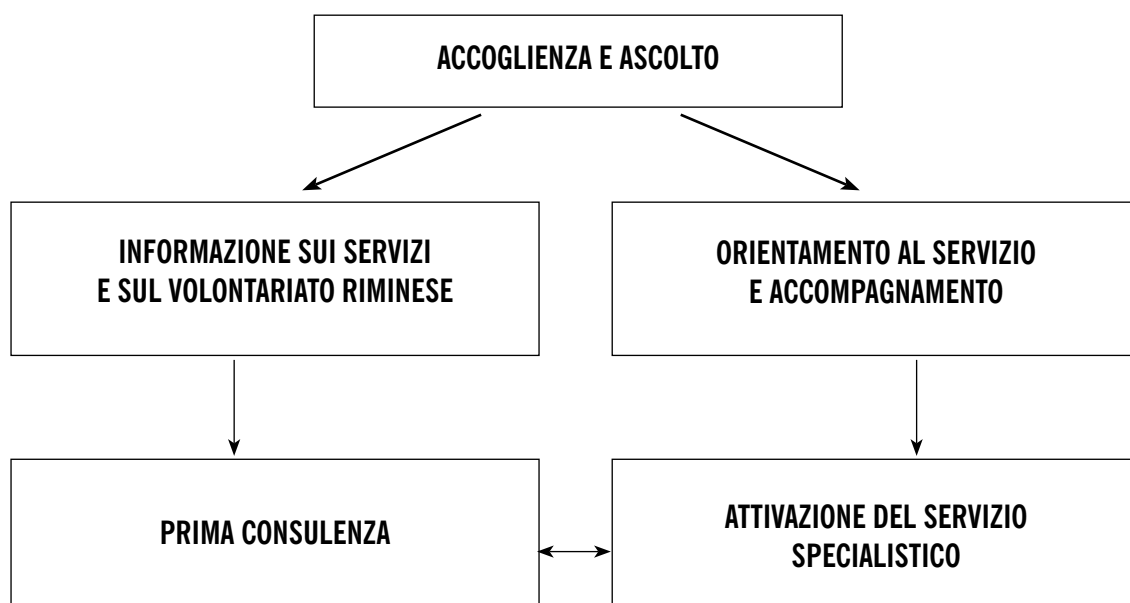 ACCOGLIENZA E ASCOLTO
INFORMAZIONE SUI SERVIZI
E SUL VOLONTARIATO RIMINESE
ORIENTAMENTO AL SERVIZIO
E ACCOMPAGNAMENTO
PRIMA CONSULENZA
ATTIVAZIONE DEL SERVIZIO
SPECIALISTICO